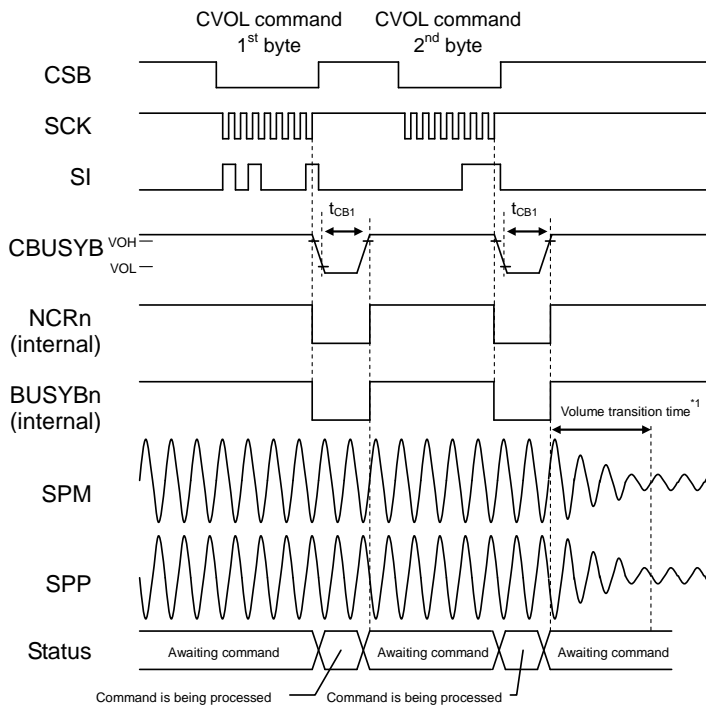 CVOL command
1st byte
CVOL command
2nd byte
CSB
SCK
SI
tCB1
tCB1
CBUSYB
VOH
VOL
NCRn
(internal)
BUSYBn
(internal)
Volume transition time*1
SPM
SPP
Status
Awaiting command
Awaiting command
Awaiting command
Command is being processed
Command is being processed